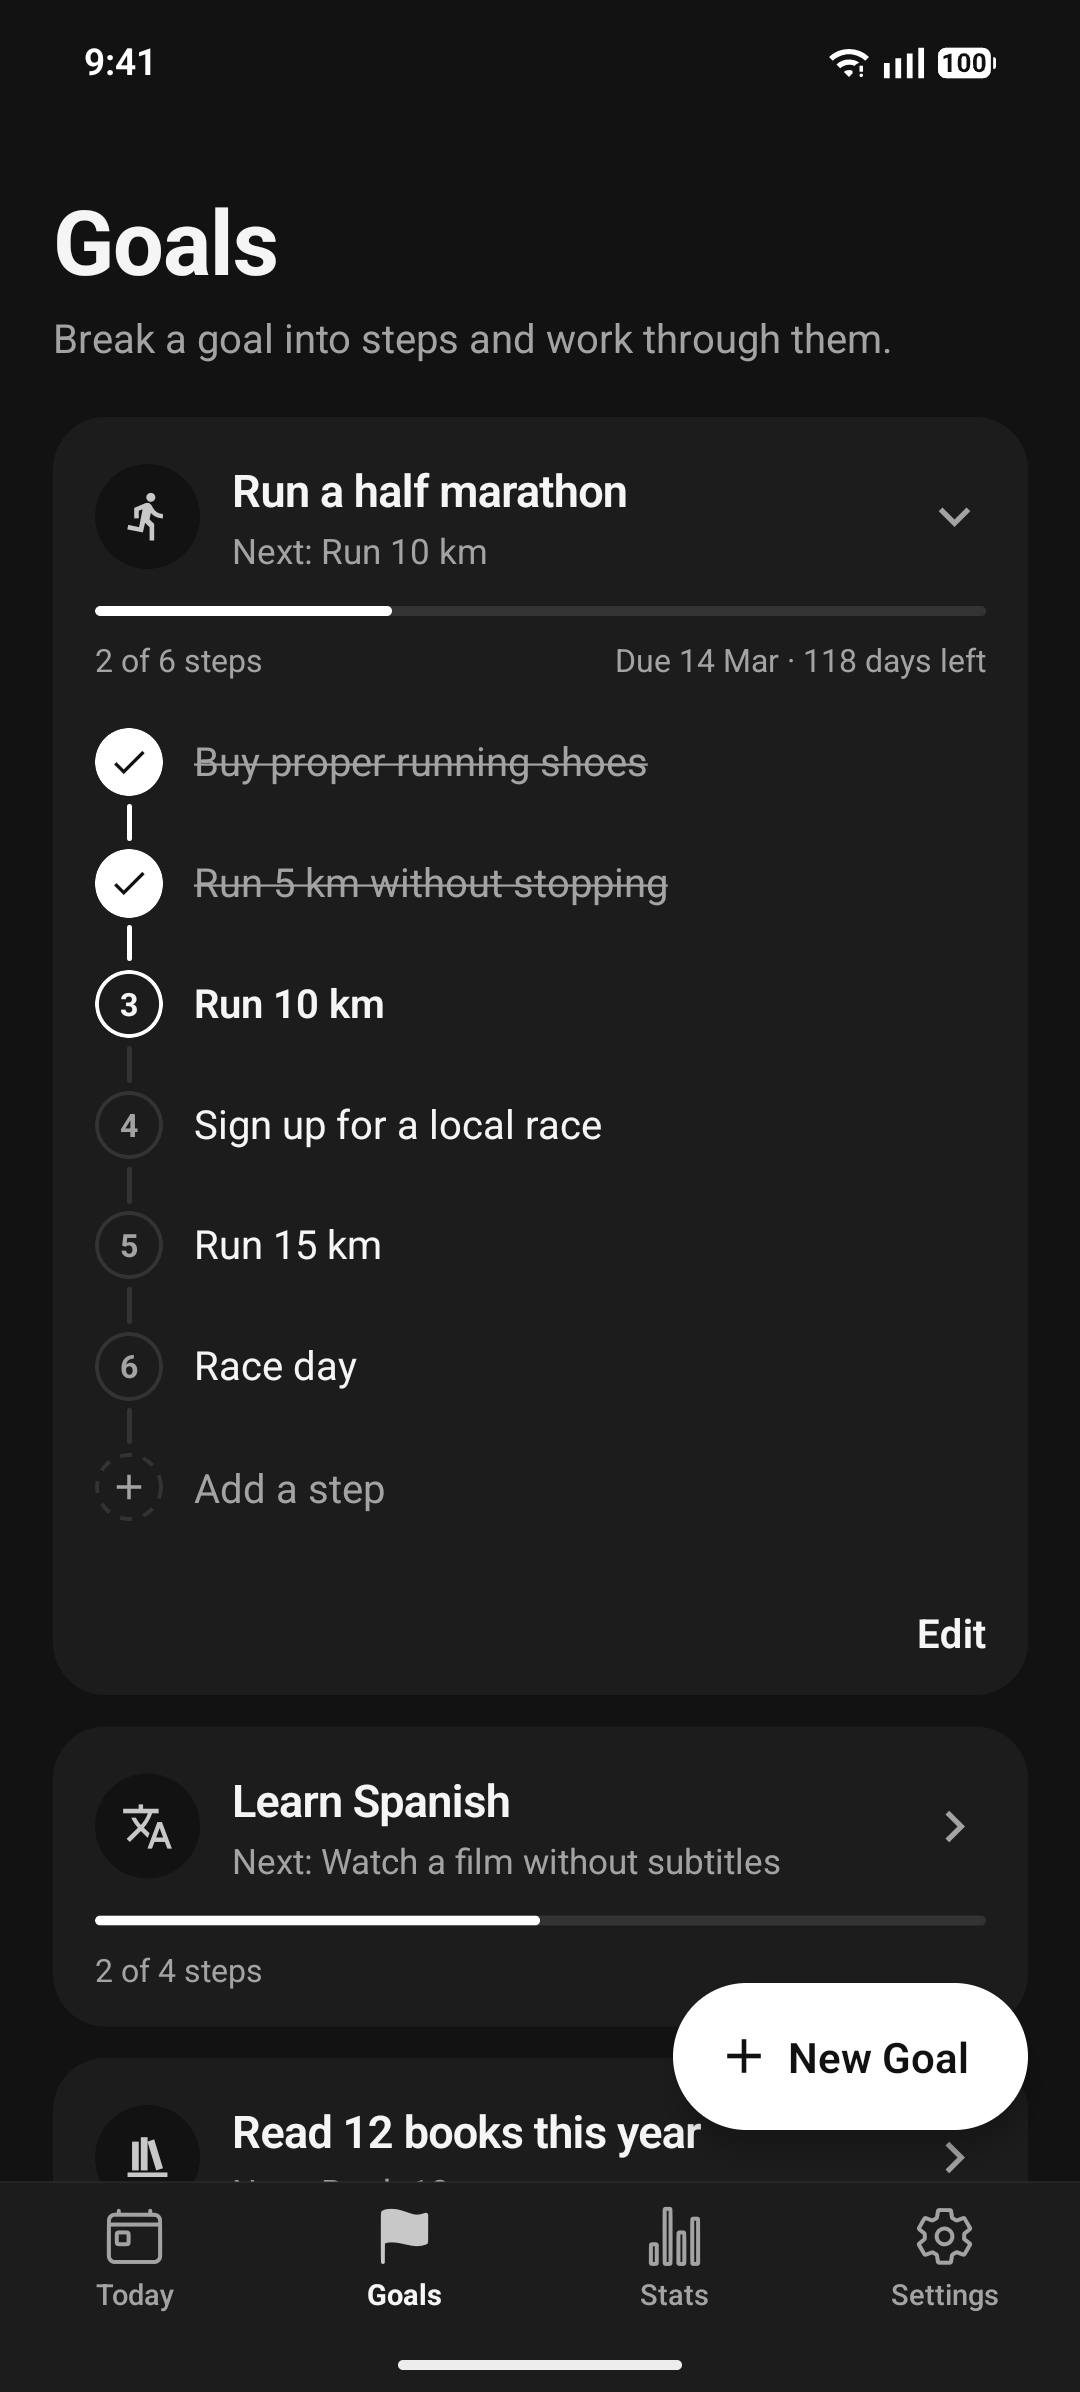 9:41
100
Goals
Break a goal into steps and work through them.
Run a half marathon
Next: Run 10 km
2 of 6 steps
Due 14 Mar · 118 days left
Buy proper running shoes
Run 5 km without stopping
3
Run 10 km
4
Sign up for a local race
5
Run 15 km
6
Race day
Add a step
Edit
Learn Spanish
Next: Watch a film without subtitles
2 of 4 steps
New Goal
Read 12 books this year
Today
Goals
Stats
Settings